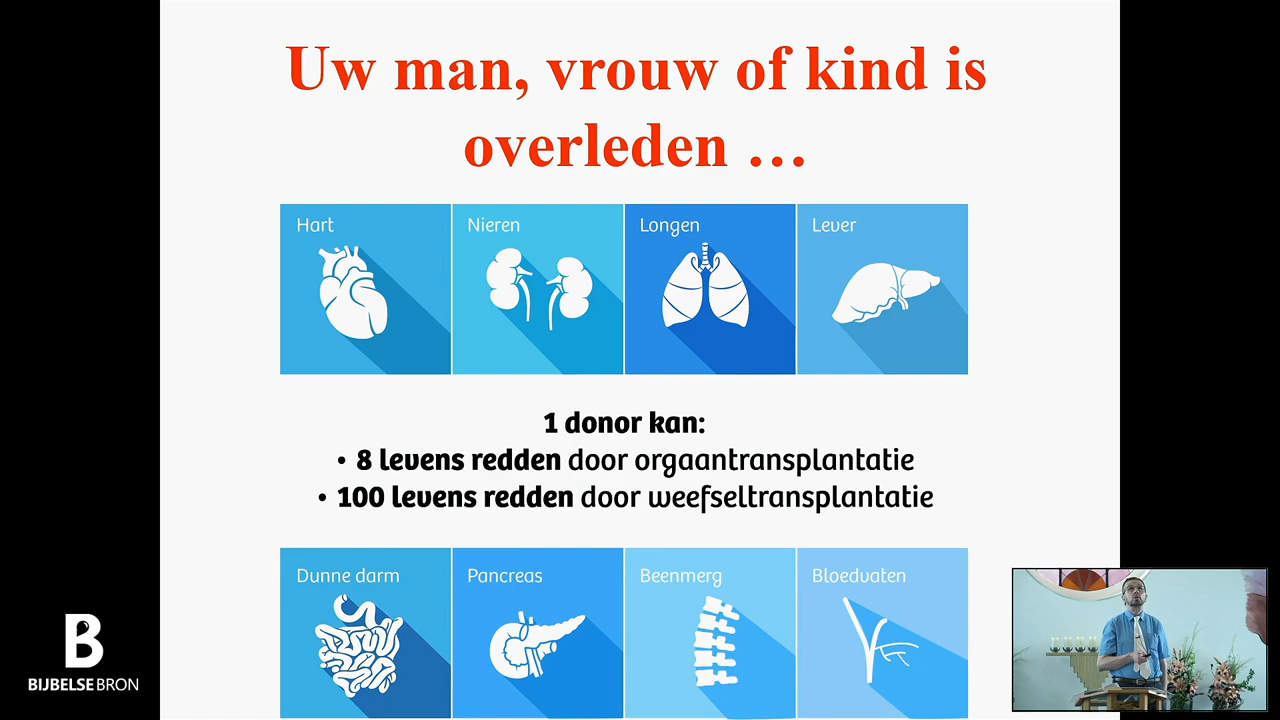 Uw man, vrouw of kind is
overleden …
Hart
Nieren
Longen
Lever
1 donor kan:
• 8 levens redden door orgaantransplantatie
• 100 levens redden door weefseltransplantatie
Dunne darm
Pancreas
Beenmerg
Bloedvaten
B
BIJBELSE BRON